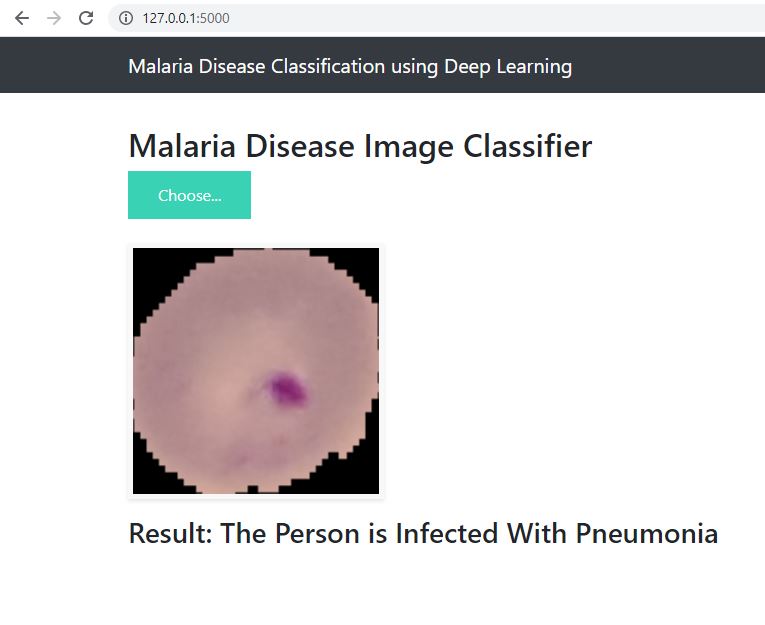 127.0.0.1:5000
Malaria Disease Classification using Deep Learning
Malaria Disease Image Classifier
Choose...
Result: The Person is Infected With Pneumonia